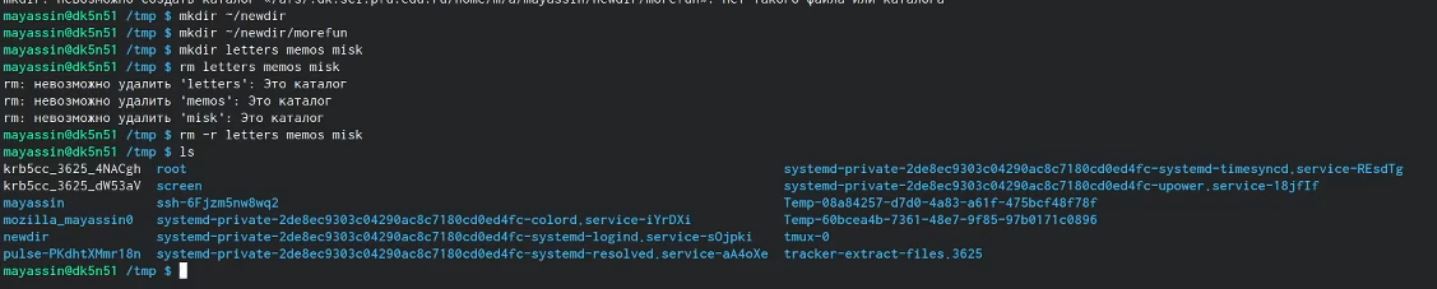 mkdir: невозможно создать каталог «/afs/.dk.sci.pfu.edu.ru/home/m/a/mayassin/newdir/morefun»: Нет такого файла или каталога
mayassin@dk5n51 /tmp $ mkdir ~/newdir
mayassin@dk5n51 /tmp $ mkdir ~/newdir/morefun
mayassin@dk5n51 /tmp $ mkdir letters memos misk
mayassin@dk5n51 /tmp $ rm letters memos misk
rm: невозможно удалить 'letters': Это каталог
rm: невозможно удалить 'memos': Это каталог
rm: невозможно удалить 'misk': Это каталог
mayassin@dk5n51 /tmp $ rm -r letters memos misk
mayassin@dk5n51 /tmp $ ls
krb5cc_3625_4NACgh root systemd-private-2de8ec9303c04290ac8c7180cd0ed4fc-systemd-timesyncd.service-REsdTg
krb5cc_3625_dW53aV screen systemd-private-2de8ec9303c04290ac8c7180cd0ed4fc-upower.service-18jfIf
mayassin ssh-6Fjzm5nw8wq2 Temp-08a84257-d7d0-4a83-a61f-475bcf48f78f
mozilla_mayassin0 systemd-private-2de8ec9303c04290ac8c7180cd0ed4fc-colord.service-iYrDXi Temp-60bcea4b-7361-48e7-9f85-97b0171c0896
newdir systemd-private-2de8ec9303c04290ac8c7180cd0ed4fc-systemd-logind.service-sOjpki tmux-0
pulse-PKdhtXMmr18n systemd-private-2de8ec9303c04290ac8c7180cd0ed4fc-systemd-resolved.service-aA4oXe tracker-extract-files.3625
mayassin@dk5n51 /tmp $